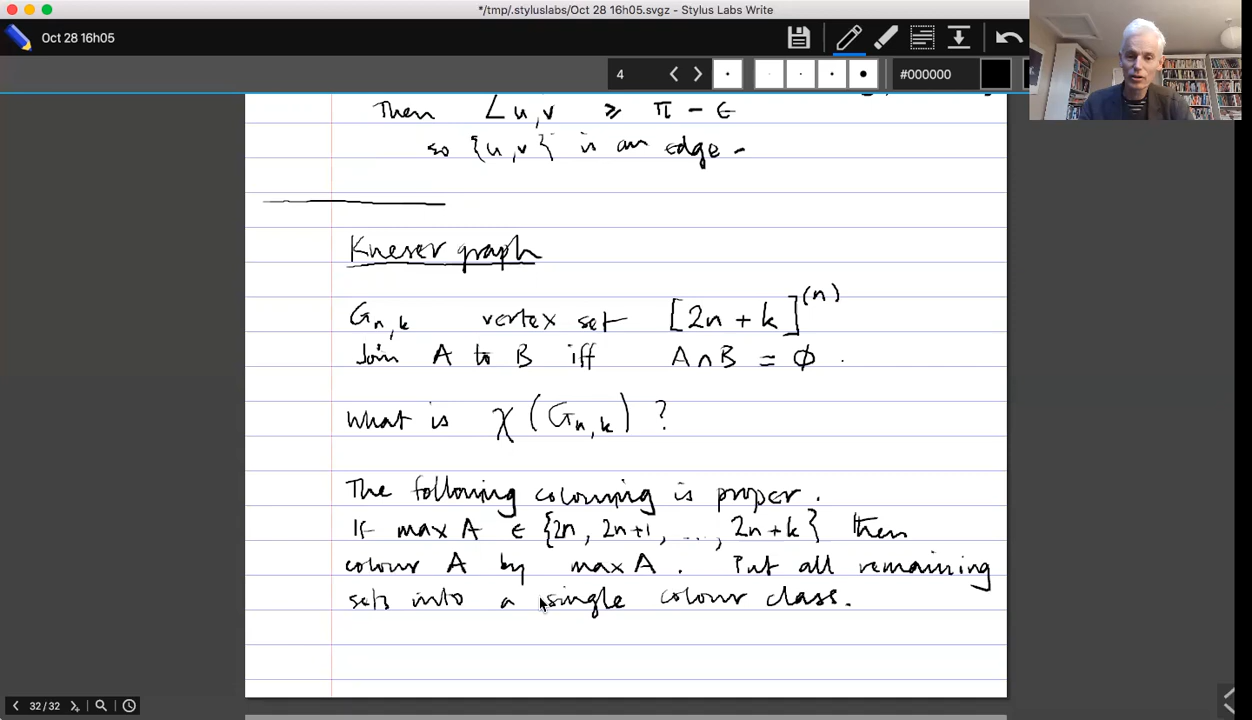 */tmp/.styluslabs/Oct 28 16h05.svgz - Stylus Labs Write
Oct 28 16h05
4
#000000
Then ∠ u,v ⩾ π - ϵ
so {u,v} is an edge.
Kneser graph
G_{n,k} vertex set [2n + k]^{(n)}
Join A to B iff A∩B = ϕ .
What is χ(G_{n,k}) ?
The following colouring is proper.
If max A ∈ {2n, 2n+1, ..., 2n+k} then
colour A by max A. Put all remaining
sets into a single colour class.
32/32